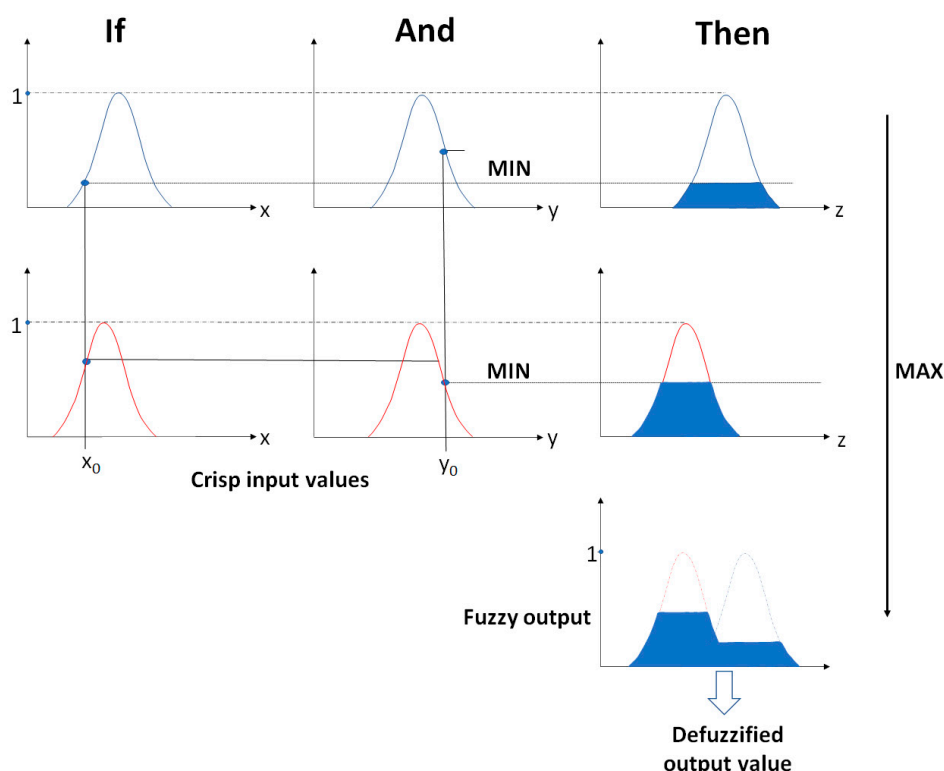 If And Then
1
MIN
x y z
1
MIN
MAX
x y z
x₀ y₀
Crisp input values
1
Fuzzy output
Defuzzified
output value